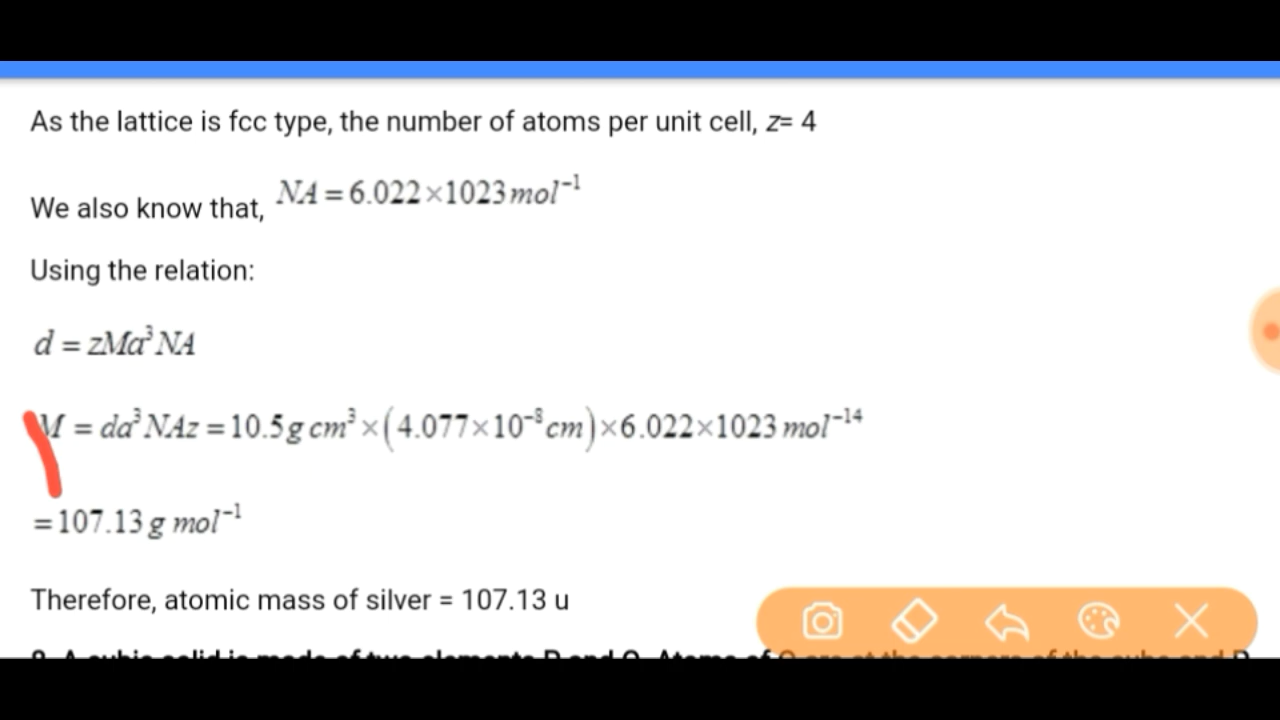 As the lattice is fcc type, the number of atoms per unit cell, z= 4
We also know that, NA = 6.022×1023 mol⁻¹
Using the relation:
d = zMa³NA
M = da³NAz = 10.5g cm³ × (4.077×10⁻⁸ cm)×6.022×1023 mol⁻¹⁴
= 107.13 g mol⁻¹
Therefore, atomic mass of silver = 107.13 u